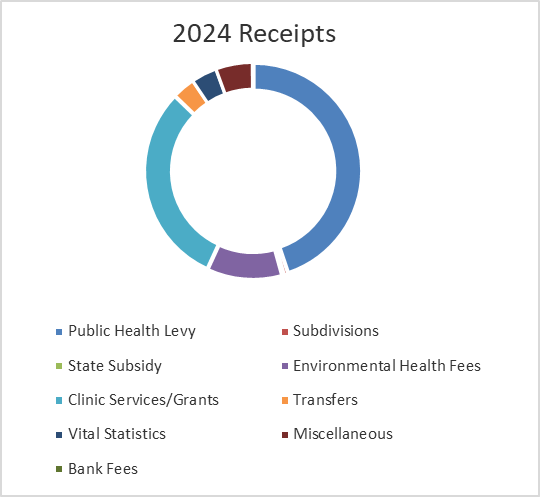 2024 Receipts
Public Health Levy
Subdivisions
State Subsidy
Environmental Health Fees
Clinic Services/Grants
Transfers
Vital Statistics
Miscellaneous
Bank Fees